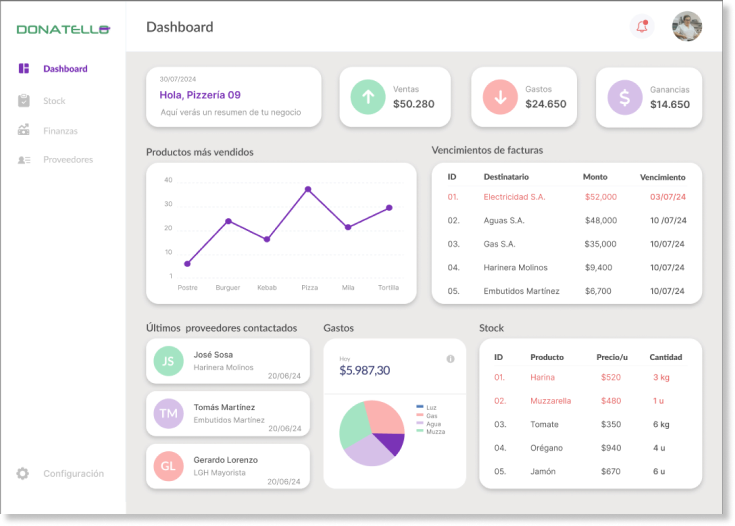 DONATELLO
Dashboard
Dashboard
Stock
Finanzas
Proveedores
Configuración
30/07/2024
Hola, Pizzería 09
Aquí verás un resumen de tu negocio
Ventas
$50.280
Gastos
$24.650
Ganancias
$14.650
Productos más vendidos
40
30
20
10
1
Postre Burguer Kebab Pizza Mila Tortilla
Vencimientos de facturas
ID Destinatario Monto Vencimiento
01. Electricidad S.A. $52,000 03/07/24
02. Aguas S.A. $48,000 10 /07/24
03. Gas S.A. $35,000 10/07/24
04. Harinera Molinos $9,400 10/07/24
05. Embutidos Martínez $6,700 10/07/24
Últimos proveedores contactados
JS
José Sosa
Harinera Molinos
20/06/24
TM
Tomás Martínez
Embutidos Martínez
20/06/24
GL
Gerardo Lorenzo
LGH Mayorista
20/06/24
Gastos
Hoy
$5.987,30
Luz
Gas
Agua
Muzza
Stock
ID Producto Precio/u Cantidad
01. Harina $520 3 kg
02. Muzzarella $480 1 u
03. Tomate $350 6 kg
04. Orégano $940 4 u
05. Jamón $670 6 u